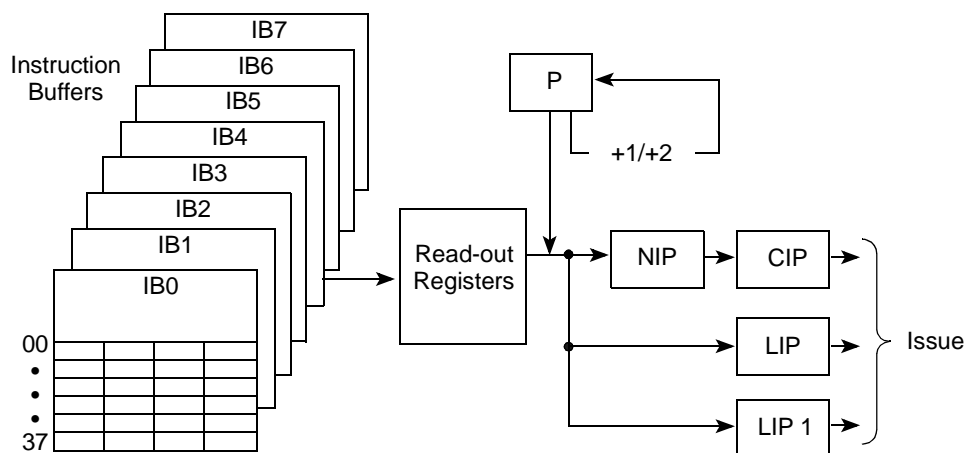 Instruction
Buffers
IB7
IB6
IB5
IB4
IB3
IB2
IB1
IB0
00
•
•
•
37
Read-out
Registers
P
+1/+2
NIP
CIP
LIP
LIP 1
Issue